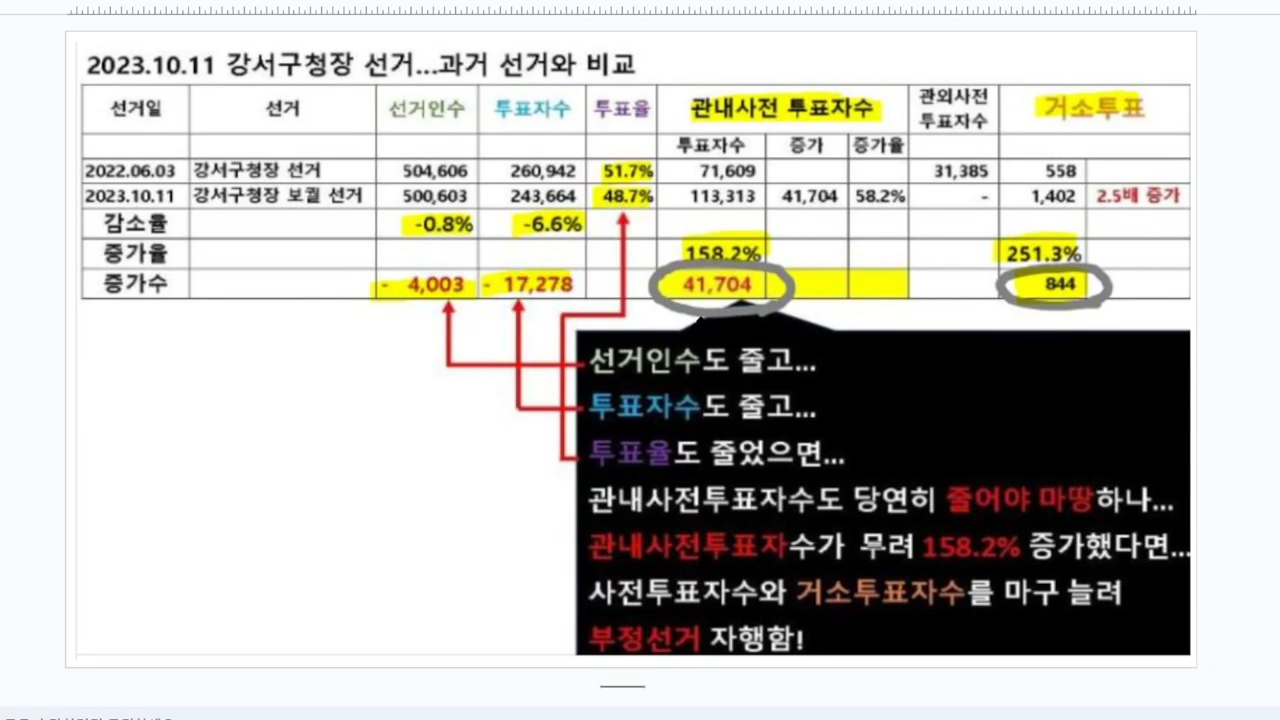 2023.10.11 강서구청장 선거...과거 선거와 비교
선거일 선거 선거인수 투표자수 투표율 관내사전 투표자수 관외사전 투표자수 거소투표
투표자수 증가 증가율
2022.06.03 강서구청장 선거 504,606 260,942 51.7% 71,609 31,385 558
2023.10.11 강서구청장 보궐 선거 500,603 243,664 48.7% 113,313 41,704 58.2% - 1,402 2.5배 증가
감소율 -0.8% -6.6%
증가율 158.2% 251.3%
증가수 - 4,003 - 17,278 41,704 844
선거인수도 줄고...
투표자수도 줄고...
투표율도 줄었으면...
관내사전투표자수도 당연히 줄어야 마땅하나...
관내사전투표자수가 무려 158.2% 증가했다면...
사전투표자수와 거소투표자수를 마구 늘려
부정선거 자행함!